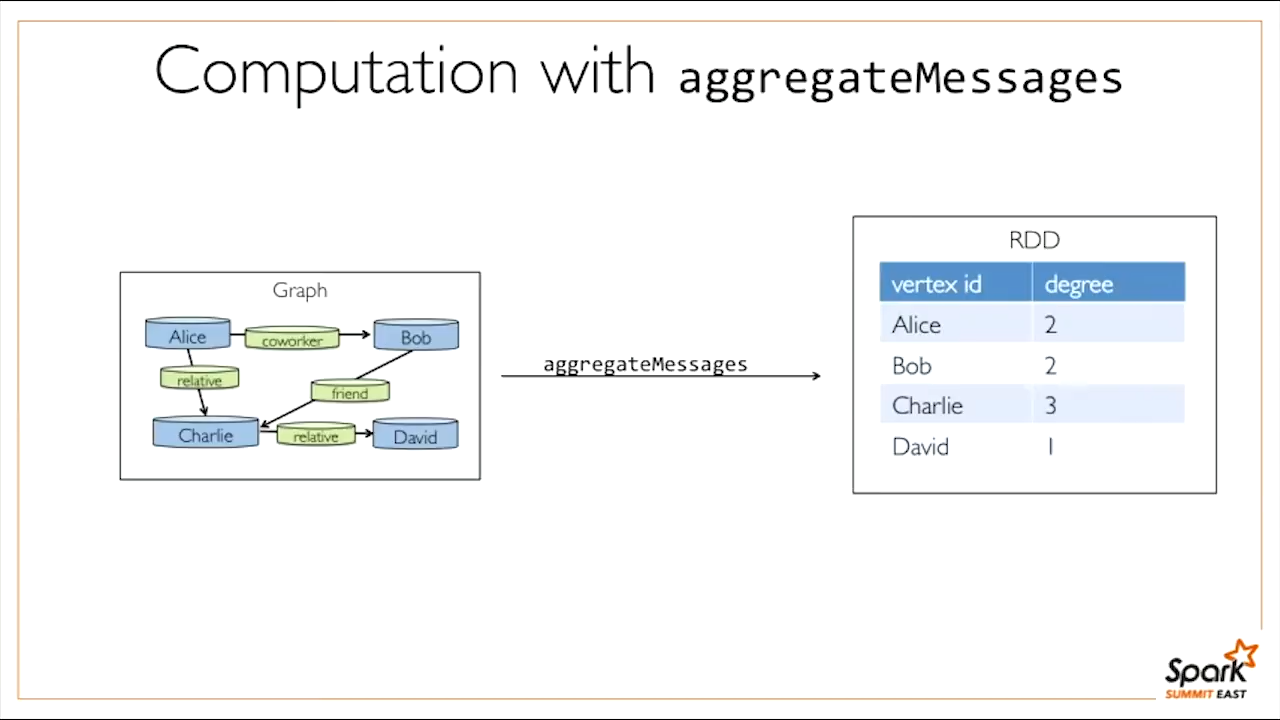 Computation with aggregateMessages
Graph
Alice
coworker
Bob
relative
friend
Charlie
relative
David
aggregateMessages
RDD
vertex id degree
Alice 2
Bob 2
Charlie 3
David 1
Spark
SUMMIT EAST